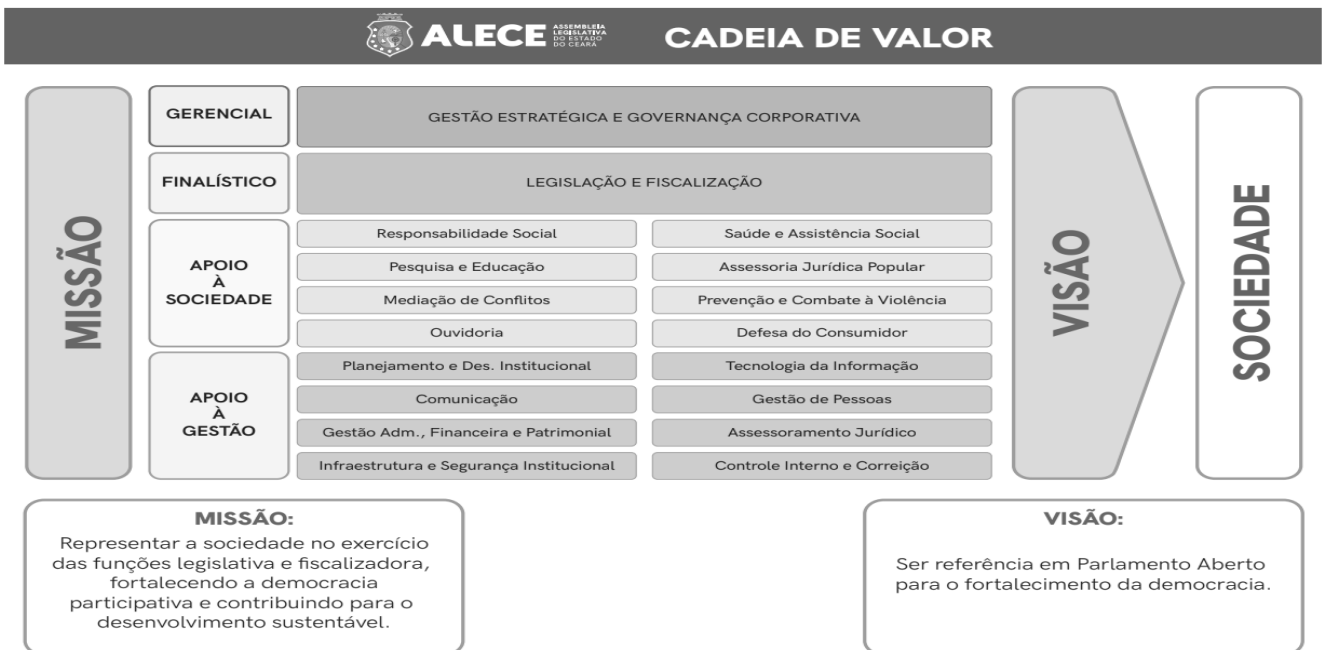 ALECE
ASSEMBLEIA
LEGISLATIVA
DO ESTADO
DO CEARÁ
CADEIA DE VALOR
MISSÃO
GERENCIAL
GESTÃO ESTRATÉGICA E GOVERNANÇA CORPORATIVA
FINALÍSTICO
LEGISLAÇÃO E FISCALIZAÇÃO
APOIO
À
SOCIEDADE
Responsabilidade Social
Saúde e Assistência Social
Pesquisa e Educação
Assessoria Jurídica Popular
Mediação de Conflitos
Prevenção e Combate à Violência
Ouvidoria
Defesa do Consumidor
APOIO
À
GESTÃO
Planejamento e Des. Institucional
Tecnologia da Informação
Comunicação
Gestão de Pessoas
Gestão Adm., Financeira e Patrimonial
Assessoramento Jurídico
Infraestrutura e Segurança Institucional
Controle Interno e Correição
VISÃO
SOCIEDADE
MISSÃO:
Representar a sociedade no exercício
das funções legislativa e fiscalizadora,
fortalecendo a democracia
participativa e contribuindo para o
desenvolvimento sustentável.
VISÃO:
Ser referência em Parlamento Aberto
para o fortalecimento da democracia.